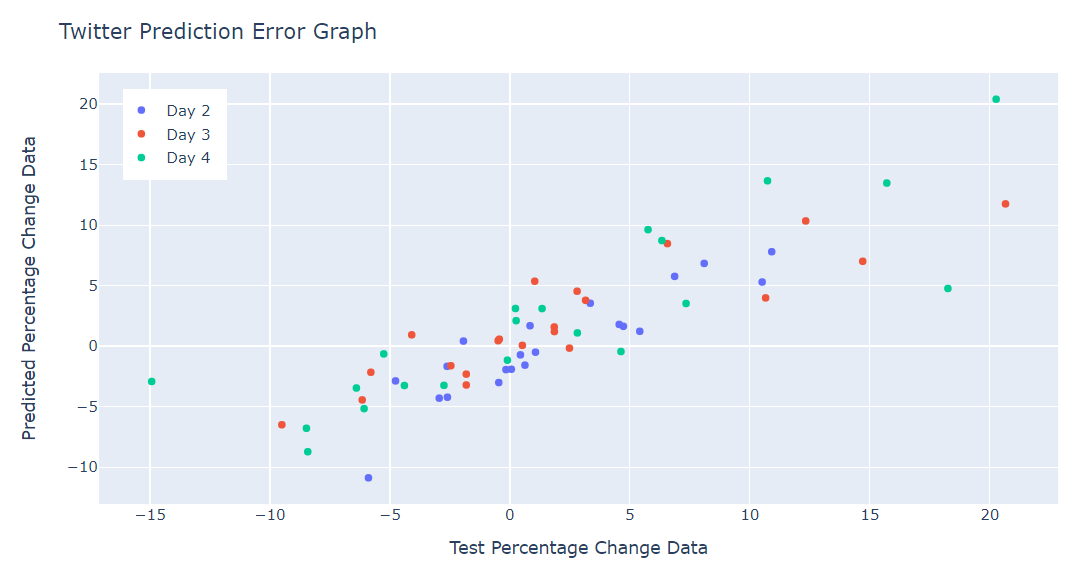 Twitter Prediction Error Graph
Day 2
Day 3
Day 4
20
15
10
5
0
−5
−10
Predicted Percentage Change Data
−15
−10
−5
0
5
10
15
20
Test Percentage Change Data